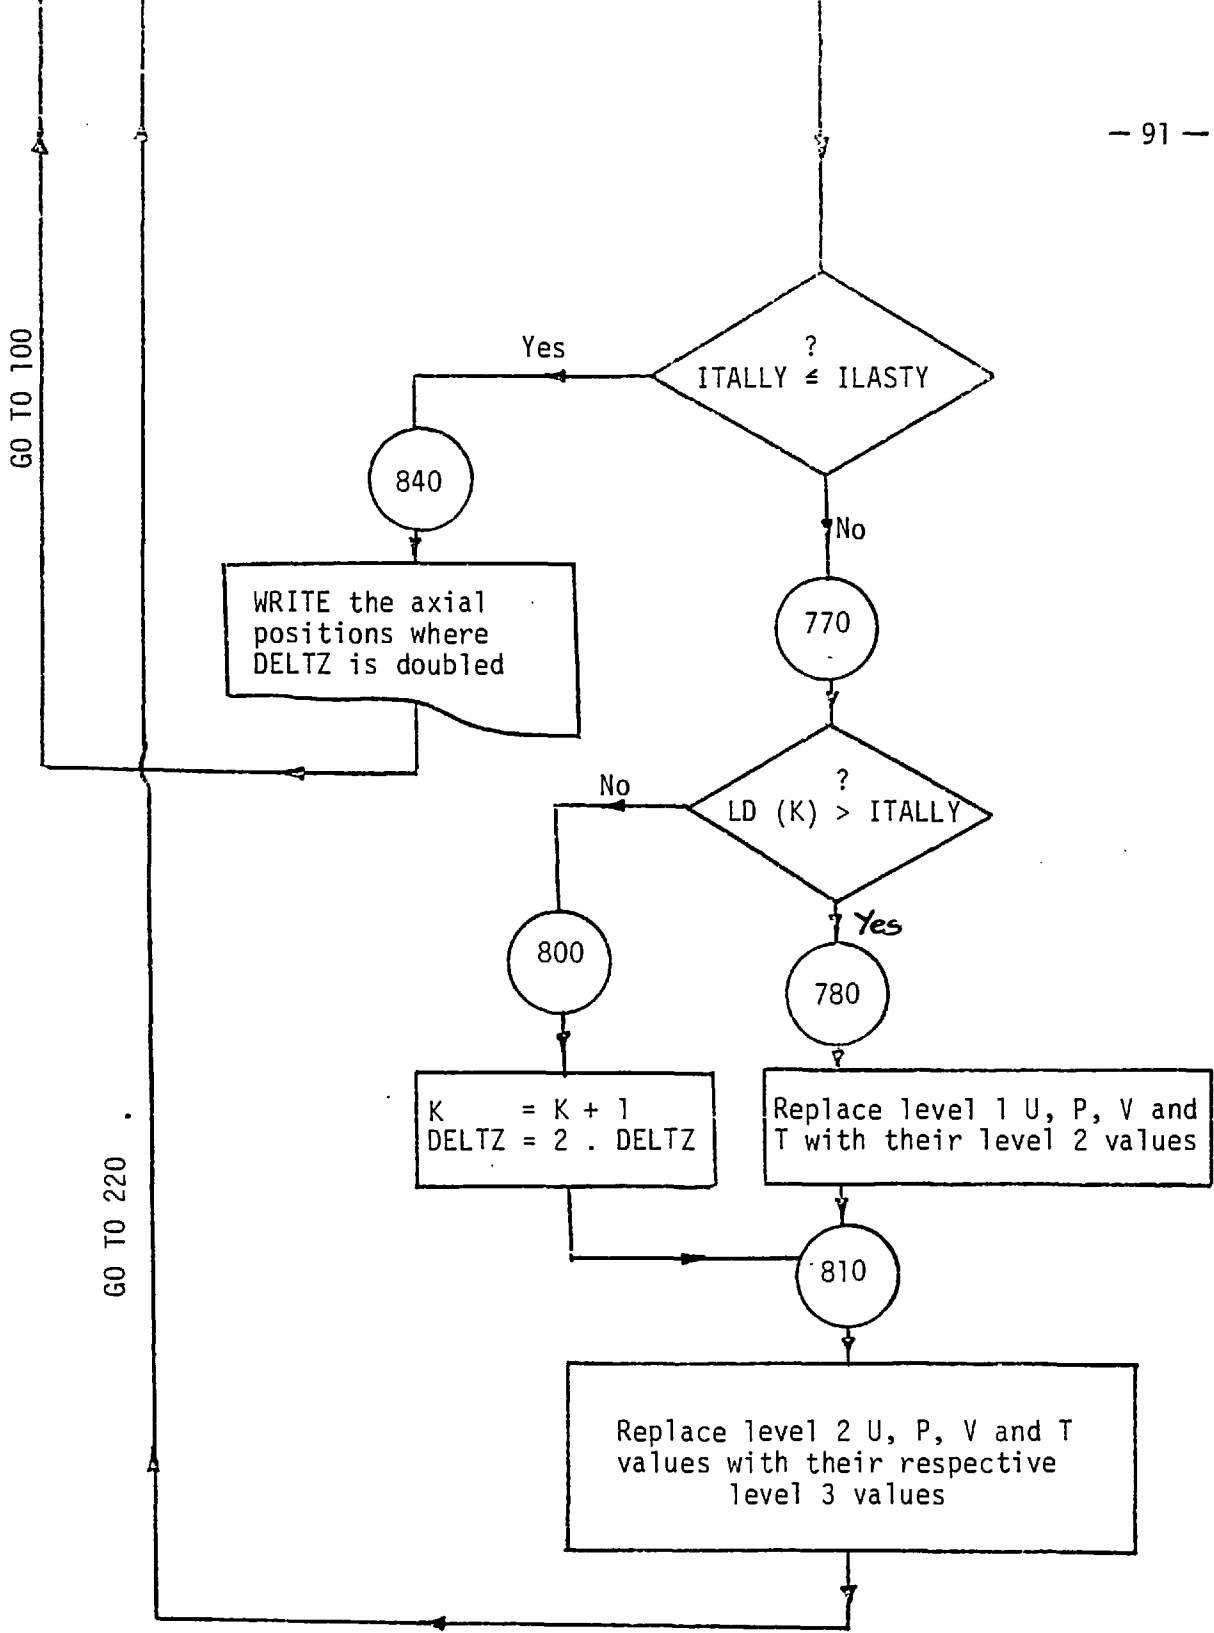 — 91 —
?
ITALLY ≤ ILASTY
Yes
GO TO 100
840
No
WRITE the axial
positions where
DELTZ is doubled
770
?
LD (K) > ITALLY
No
Yes
800
780
K = K + 1
DELTZ = 2 . DELTZ
Replace level 1 U, P, V and
T with their level 2 values
GO TO 220
810
Replace level 2 U, P, V and T
values with their respective
level 3 values